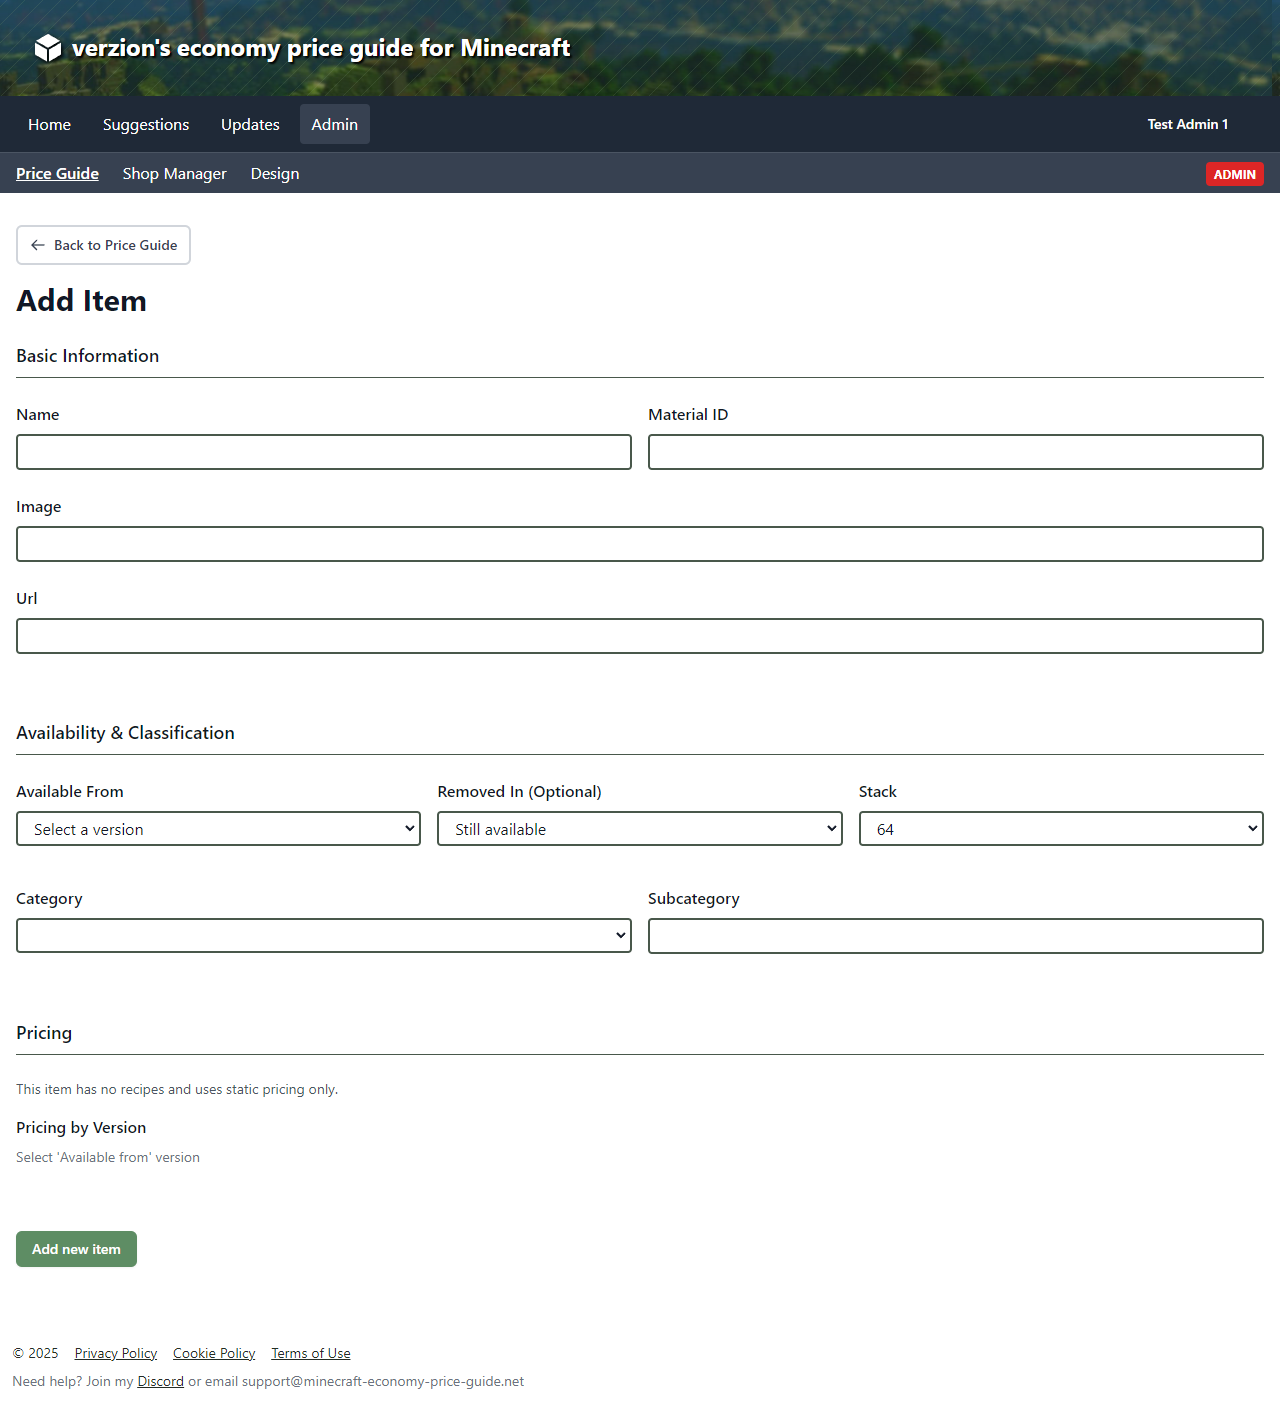 verzion's economy price guide for Minecraft
Home Suggestions Updates Admin Test Admin 1
Price Guide Shop Manager Design ADMIN
Back to Price Guide
Add Item
Basic Information
Name Material ID
Image
Url
Availability & Classification
Available From Removed In (Optional) Stack
Select a version Still available 64
Category Subcategory
Pricing
This item has no recipes and uses static pricing only.
Pricing by Version
Select 'Available from' version
Add new item
© 2025 Privacy Policy Cookie Policy Terms of Use
Need help? Join my Discord or email support@minecraft-economy-price-guide.net